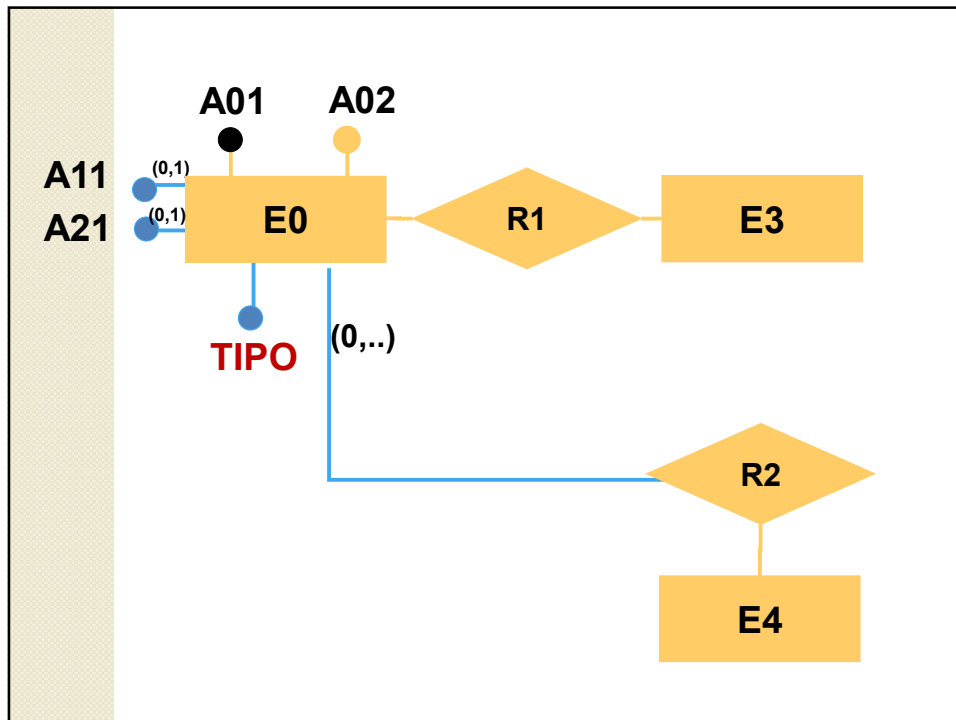 A01 A02
A11 (0,1)
A21 (0,1)
E0 R1 E3
TIPO
(0,..)
R2
E4